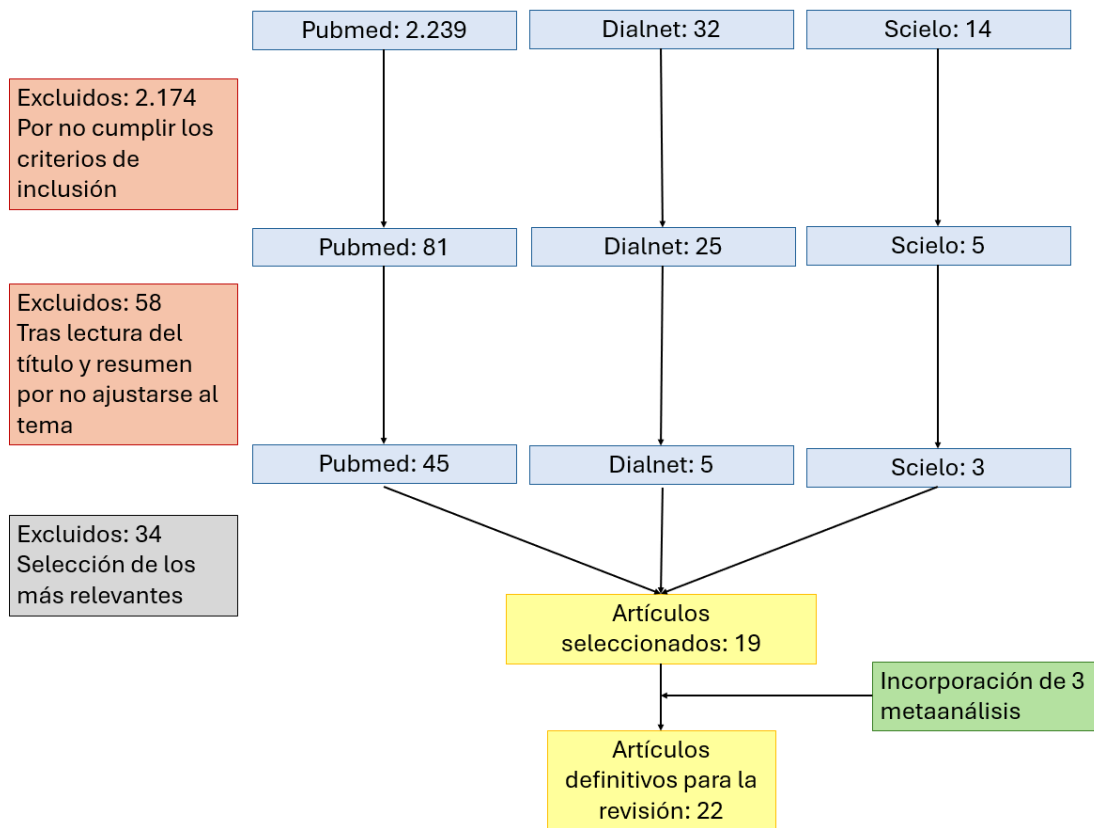 Pubmed: 2.239
Dialnet: 32
Scielo: 14
Excluidos: 2.174
Por no cumplir los
criterios de
inclusión
Pubmed: 81
Dialnet: 25
Scielo: 5
Excluidos: 58
Tras lectura del
título y resumen
por no ajustarse al
tema
Pubmed: 45
Dialnet: 5
Scielo: 3
Excluidos: 34
Selección de los
más relevantes
Artículos
seleccionados: 19
Incorporación de 3
metaanálisis
Artículos
definitivos para la
revisión: 22